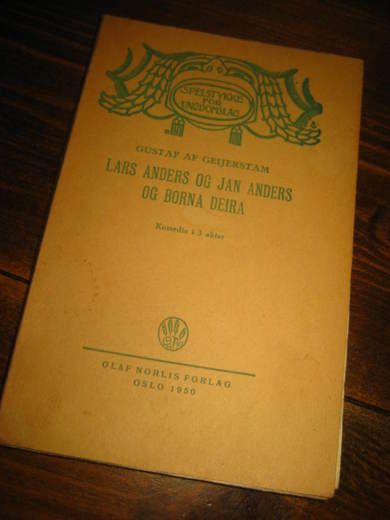 SPELSTYKKE
FOR
UNGDOMSLAG
GUSTAF AF GEIJERSTAM
LARS ANDERS OG JAN ANDERS
OG BORNA DEIRA
Komedie i 3 akter
OLAF NORLIS FORLAG
OSLO 1950